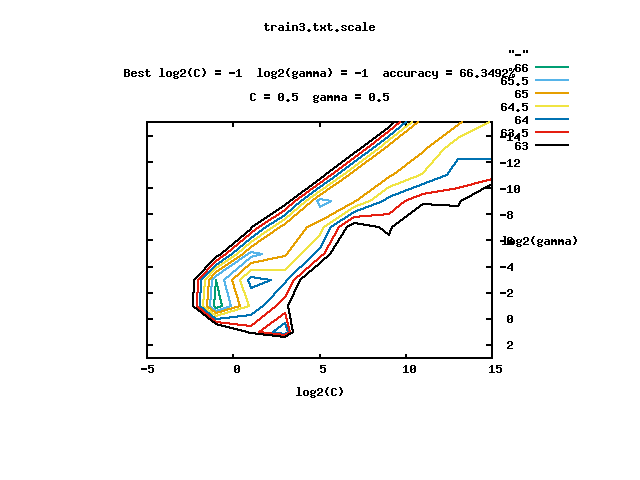 train3.txt.scale
"-"
Best log2(C) = -1  log2(gamma) = -1  accuracy = 66.3492%
66
65.5
C = 0.5  gamma = 0.5
65
64.5
64
63.5
63
-14
-12
-10
-8
-6
log2(gamma)
-4
-2
0
2
-5 0 5 10 15
log2(C)